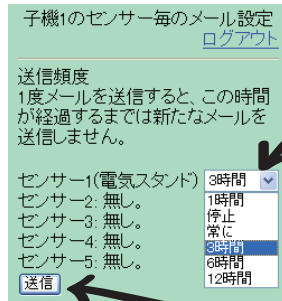 子機1のセンサー毎のメール設定
ログアウト
送信頻度
1度メールを送信すると、この時間
が経過するまでは新たなメールを
送信しません。
センサー1(電気スタンド) 3時間
1時間
センサー2: 無し。
停止
センサー3: 無し。
常に
3時間
センサー4: 無し。
6時間
センサー5: 無し。
12時間
送信